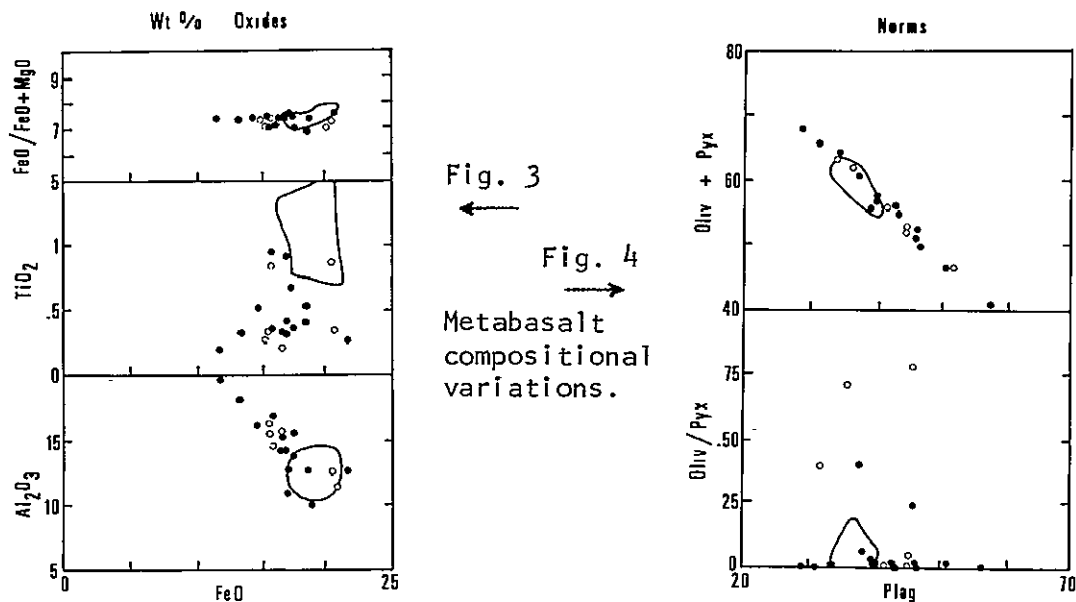 Wt % Oxides
FeO/FeO+MgO
9
7
5
TiO₂
5
1
.5
0
Al₂O₃
15
10
5
0
25
FeO
Fig. 3
Fig. 4
Metabasalt
compositional
variations.
Norms
Oliv + Pyx
80
60
40
Oliv/Pyx
.75
.50
.25
0
20
70
Plag